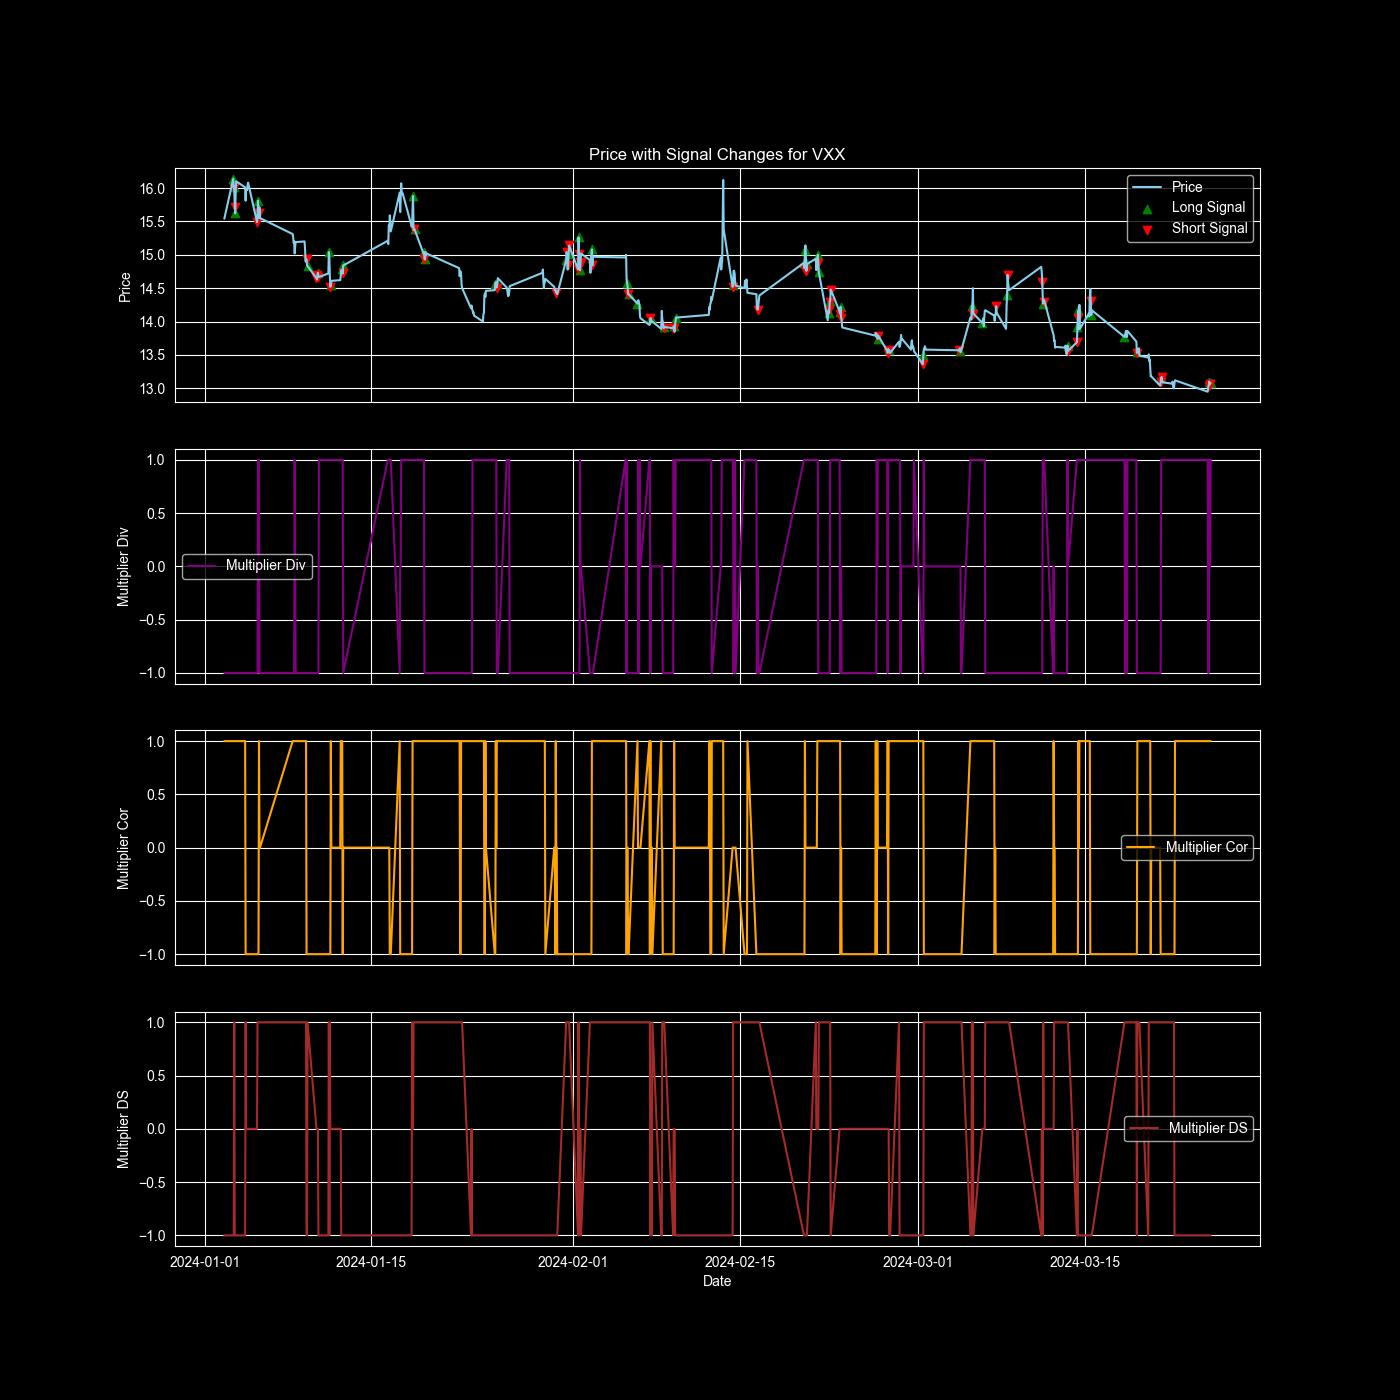 Price with Signal Changes for VXX
Price
16.0
15.5
15.0
14.5
14.0
13.5
13.0
Price
Long Signal
Short Signal
Multiplier Div
1.0
0.5
0.0
−0.5
−1.0
Multiplier Div
Multiplier Cor
1.0
0.5
0.0
−0.5
−1.0
Multiplier Cor
Multiplier DS
1.0
0.5
0.0
−0.5
−1.0
Multiplier DS
2024-01-01 2024-01-15 2024-02-01 2024-02-15 2024-03-01 2024-03-15
Date